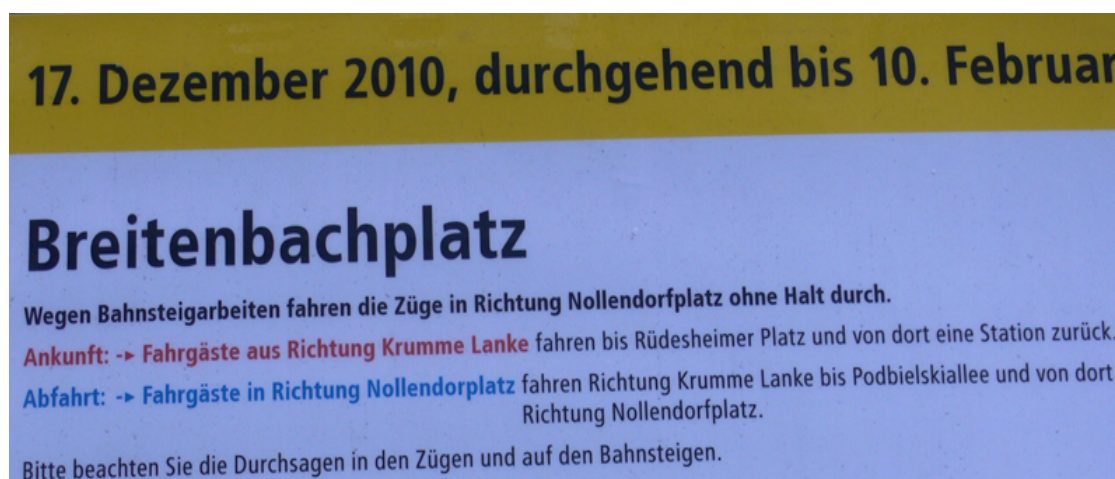 17. Dezember 2010, durchgehend bis 10. Februar
Breitenbachplatz
Wegen Bahnsteigarbeiten fahren die Züge in Richtung Nollendorfplatz ohne Halt durch.
Ankunft: -► Fahrgäste aus Richtung Krumme Lanke fahren bis Rüdesheimer Platz und von dort eine Station zurück.
Abfahrt: -► Fahrgäste in Richtung Nollendorplatz fahren Richtung Krumme Lanke bis Podbielskiallee und von dort
Richtung Nollendorfplatz.
Bitte beachten Sie die Durchsagen in den Zügen und auf den Bahnsteigen.